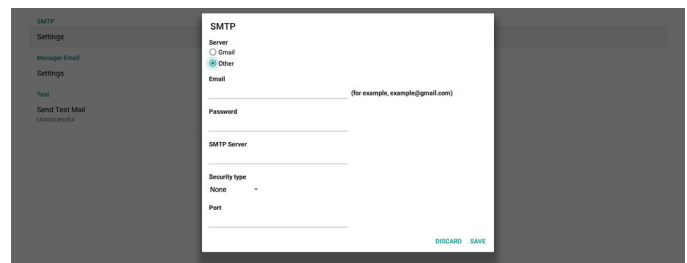 SMTP
Settings
Manager Email
Settings
Test
Send Test Mail
Unsuccessful
SMTP
Server
Gmail
Other
Email
(for example, example@gmail.com)
Password
SMTP Server
Security type
None
Port
DISCARD SAVE